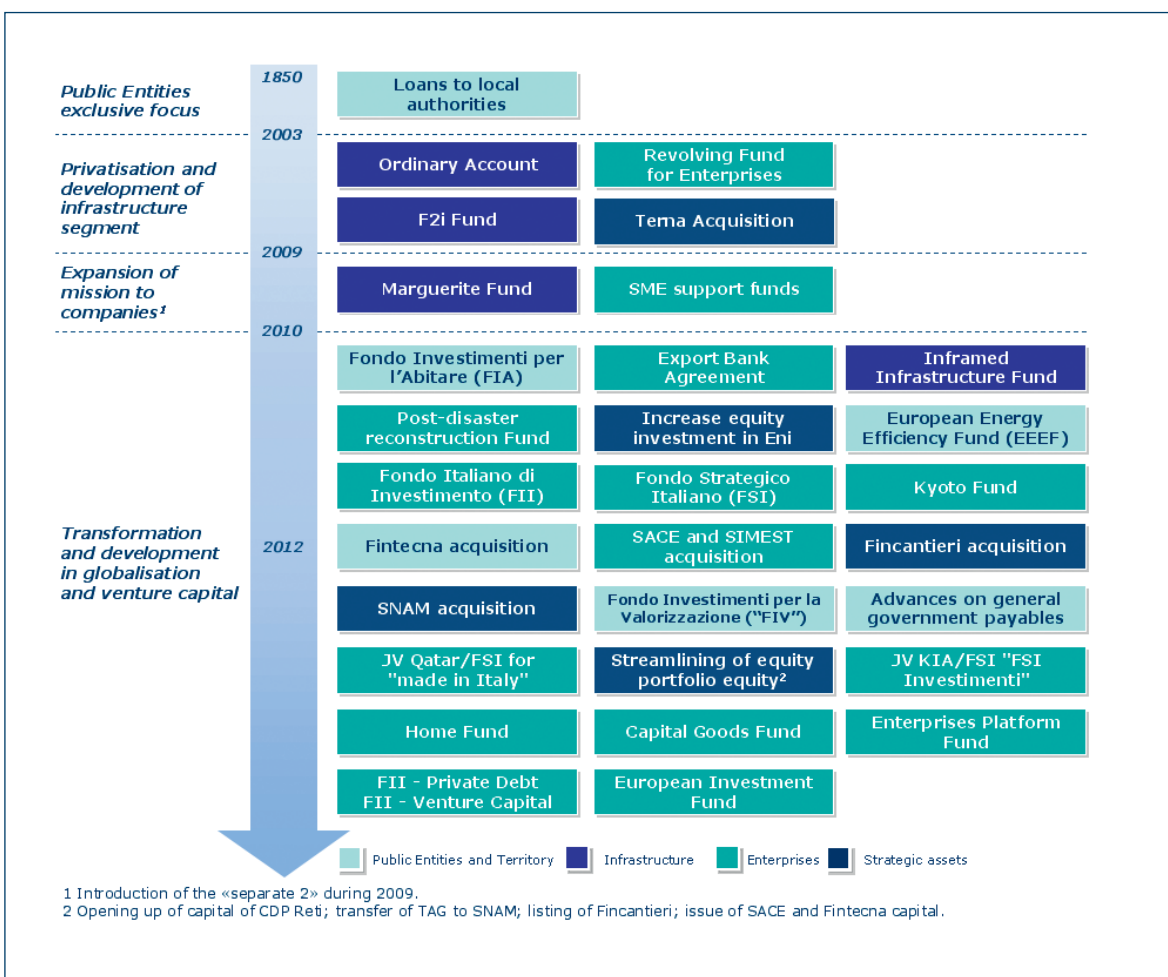 1850
Public Entities
exclusive focus
Loans to local
authorities
2003
Privatisation and
development of
infrastructure
segment
Ordinary Account
Revolving Fund
for Enterprises
F2i Fund
Terna Acquisition
2009
Expansion of
mission to
companies¹
Marguerite Fund
SME support funds
2010
Fondo Investimenti per
l'Abitare (FIA)
Export Bank
Agreement
Inframed
Infrastructure Fund
Post-disaster
reconstruction Fund
Increase equity
investment in Eni
European Energy
Efficiency Fund (EEEF)
Fondo Italiano di
Investimento (FII)
Fondo Strategico
Italiano (FSI)
Kyoto Fund
Transformation
and development
in globalisation
and venture capital
2012
Fintecna acquisition
SACE and SIMEST
acquisition
Fincantieri acquisition
SNAM acquisition
Fondo Investimenti per la
Valorizzazione ("FIV")
Advances on general
government payables
JV Qatar/FSI for
"made in Italy"
Streamlining of equity
portfolio equity²
JV KIA/FSI "FSI
Investimenti"
Home Fund
Capital Goods Fund
Enterprises Platform
Fund
FII - Private Debt
FII - Venture Capital
European Investment
Fund
Public Entities and Territory
Infrastructure
Enterprises
Strategic assets
1 Introduction of the «separate 2» during 2009.
2 Opening up of capital of CDP Reti; transfer of TAG to SNAM; listing of Fincantieri; issue of SACE and Fintecna capital.